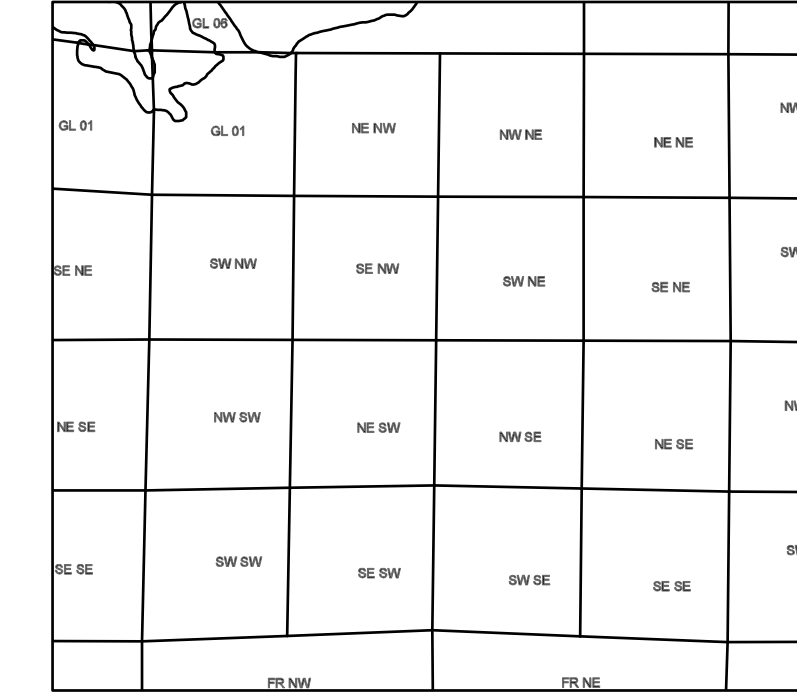 GL 06
GL 01
GL 01
NE NW
NW NE
NE NE
NW
SE NE
SW NW
SE NW
SW NE
SE NE
SW
NE SE
NW SW
NE SW
NW SE
NE SE
SE SE
SW SW
SE SW
SW SE
SE SE
FR NW
FR NE